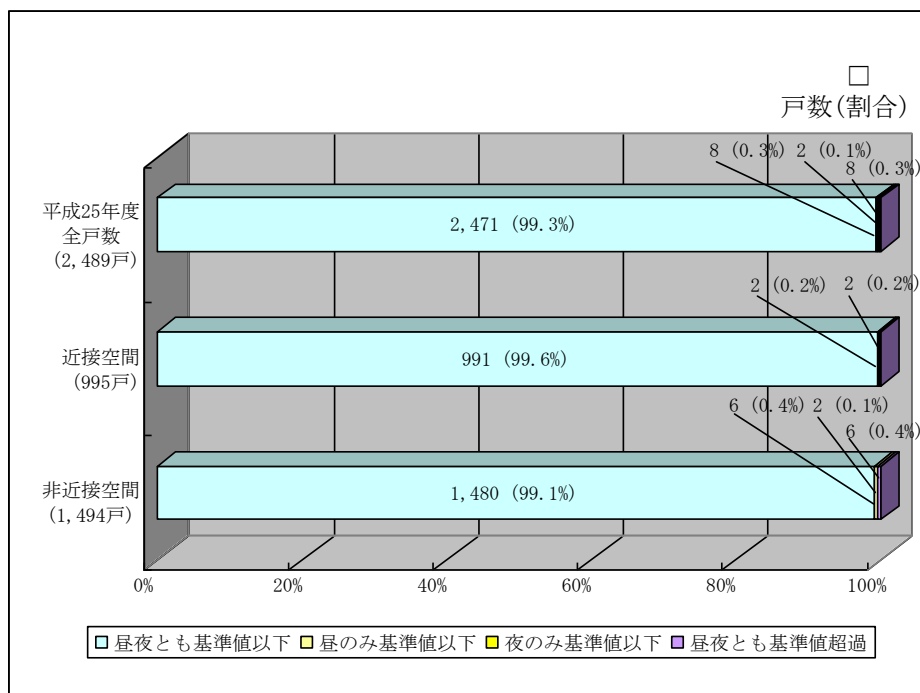 □
戸数(割合)
8 (0.3%) 2 (0.1%)
8 (0.3%)
平成25年度
全戸数
(2,489戸)
2,471 (99.3%)
2 (0.2%) 2 (0.2%)
近接空間
(995戸)
991 (99.6%)
6 (0.4%) 2 (0.1%)
6 (0.4%)
非近接空間
(1,494戸)
1,480 (99.1%)
0% 20% 40% 60% 80% 100%
昼夜とも基準値以下 昼のみ基準値以下 夜のみ基準値以下 昼夜とも基準値超過